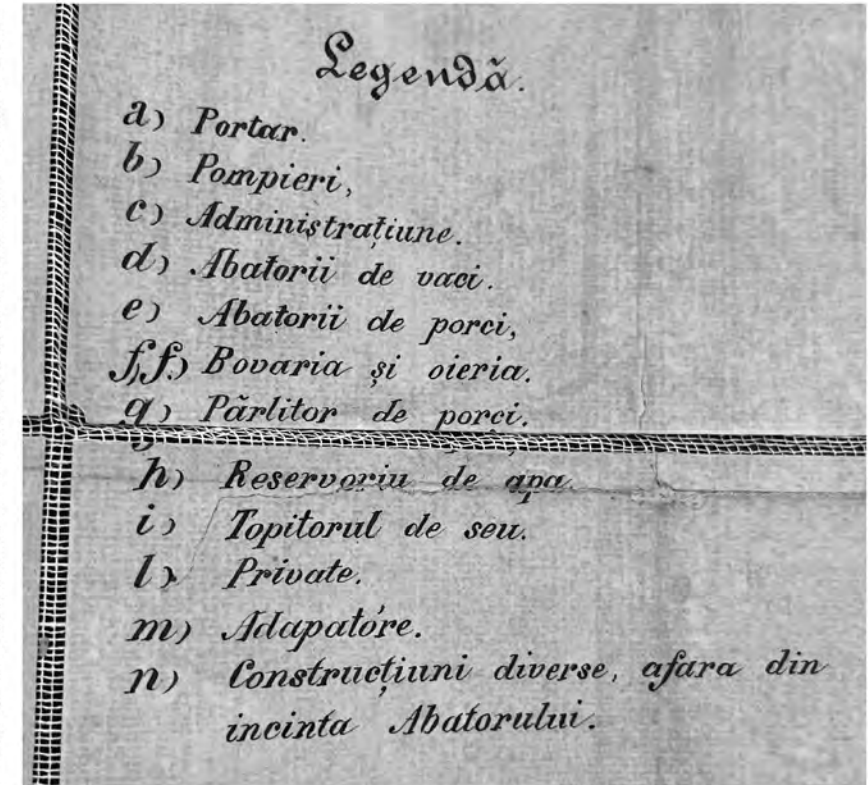 Legendă.
a) Portar.
b) Pompieri,
c) Administrațiune.
d) Abatorii de vaci.
e) Abatorii de porci,
f,f.) Bovaria și oieria.
g) Părlitor de porci.
h) Reservoriu de apa.
i) Topitorul de seu.
l) Private.
m) Adapatóre.
n) Construcțiuni diverse, afara din
incinta Abatorului.